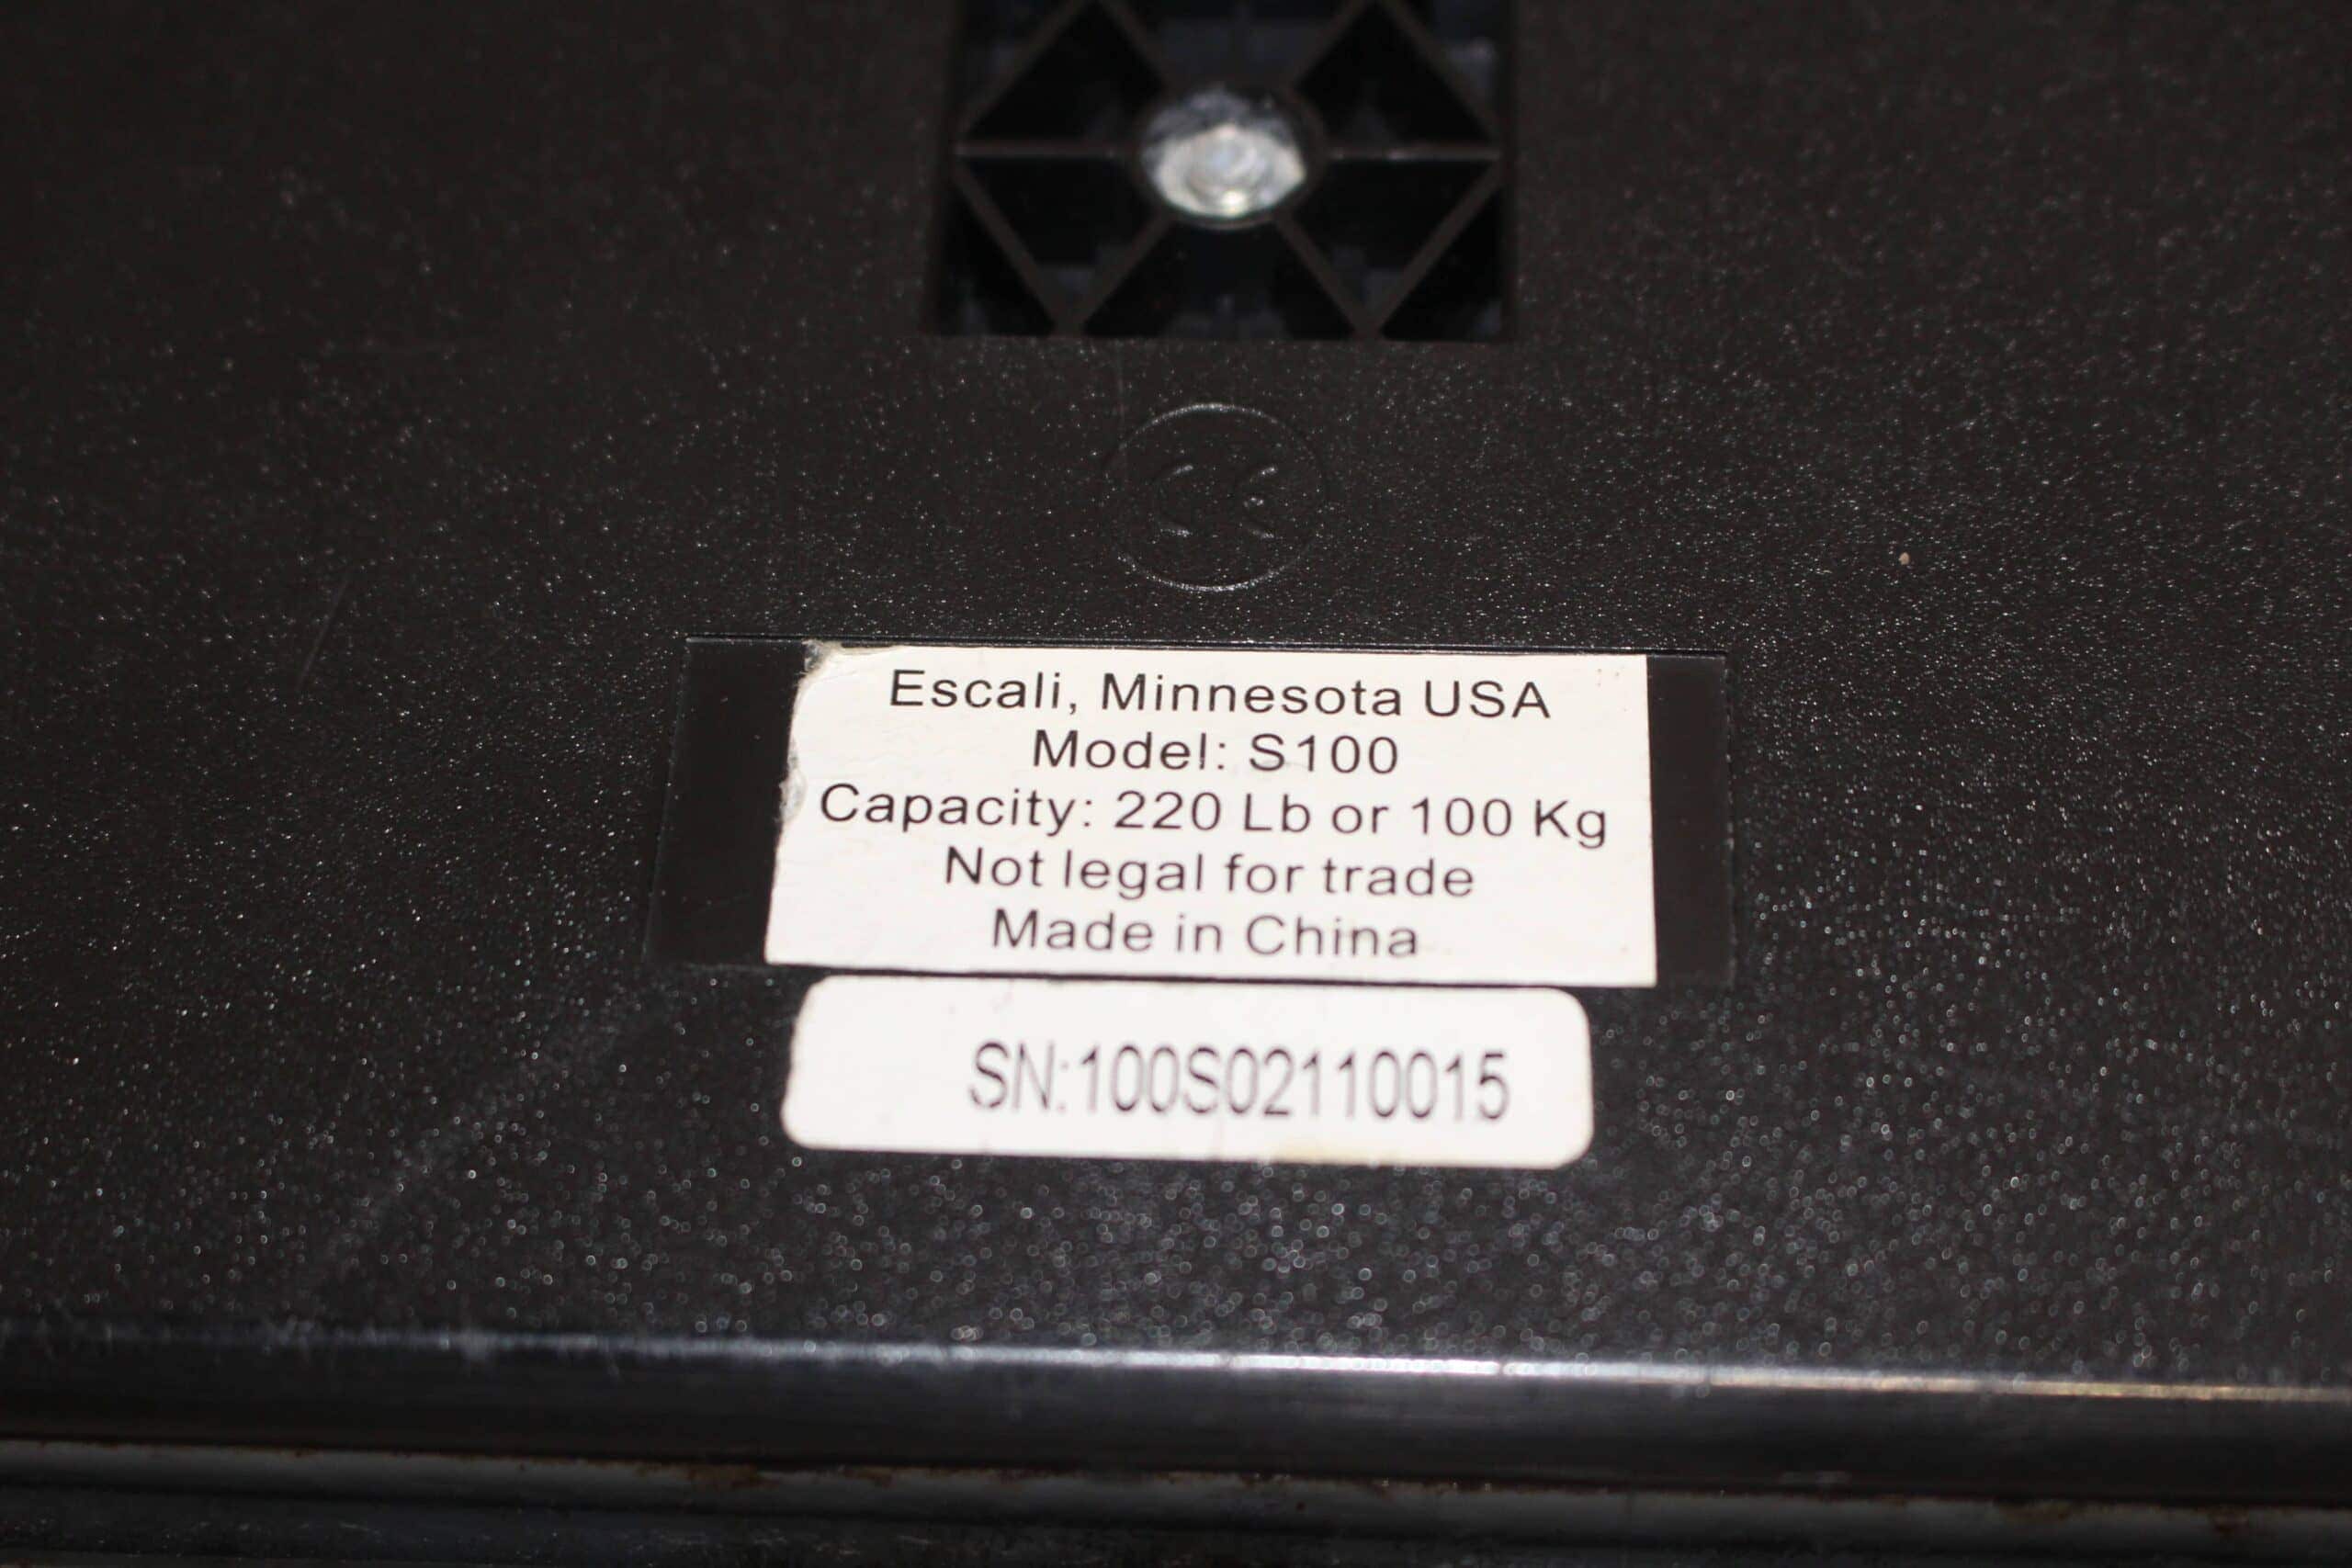 CE
Escali, Minnesota USA
Model: S100
Capacity: 220 Lb or 100 Kg
Not legal for trade
Made in China
SN:100S02110015